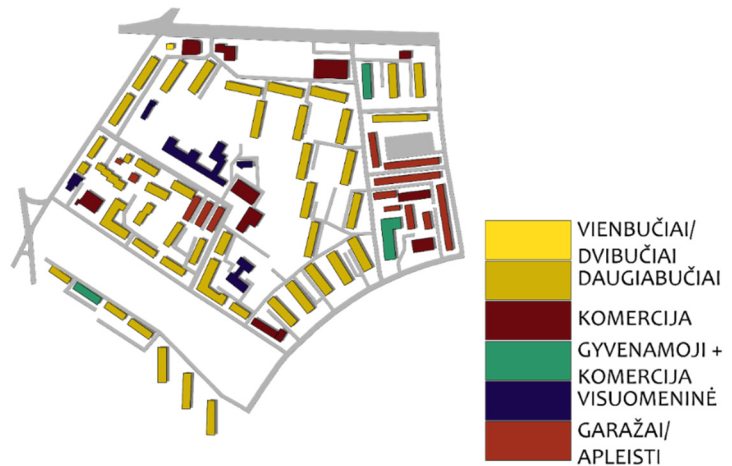 VIENBUČIAI/
DVIBUČIAI
DAUGIABUČIAI
KOMERCIJA
GYVENAMOJI +
KOMERCIJA
VISUOMENINĖ
GARAŽAI/
APLEISTI